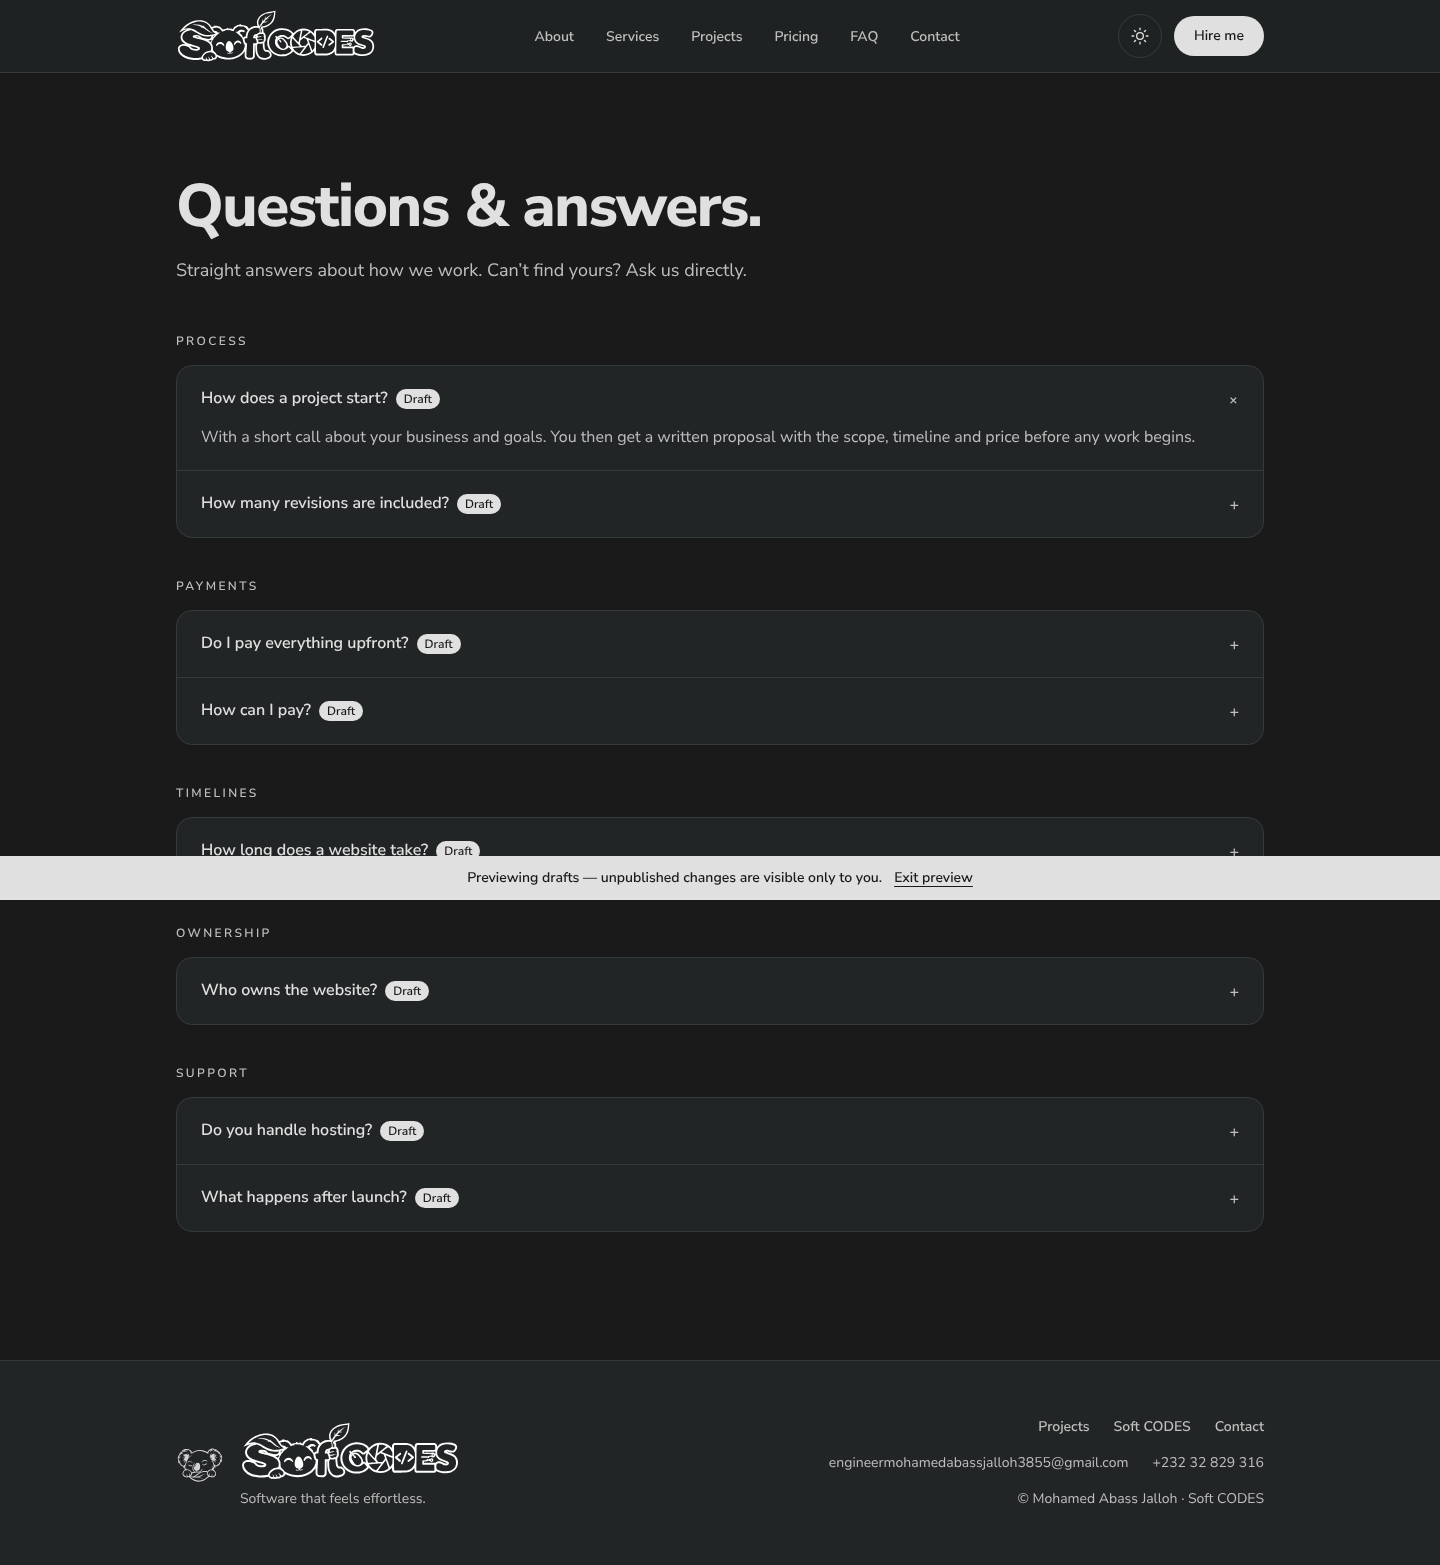 Soft CODES
About
Services
Projects
Pricing
FAQ
Contact
Hire me
Questions & answers.
Straight answers about how we work. Can’t find yours? Ask us directly.
PROCESS
How does a project start? Draft ×
With a short call about your business and goals. You then get a written proposal with the scope, timeline and price before any work begins.
How many revisions are included? Draft +
PAYMENTS
Do I pay everything upfront? Draft +
How can I pay? Draft +
TIMELINES
How long does a website take? Draft +
Previewing drafts — unpublished changes are visible only to you. Exit preview
OWNERSHIP
Who owns the website? Draft +
SUPPORT
Do you handle hosting? Draft +
What happens after launch? Draft +
Soft CODES
Software that feels effortless.
Projects
Soft CODES
Contact
engineermohamedabassjalloh3855@gmail.com
+232 32 829 316
© Mohamed Abass Jalloh · Soft CODES